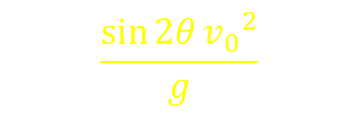 sin 2θ v₀²
g